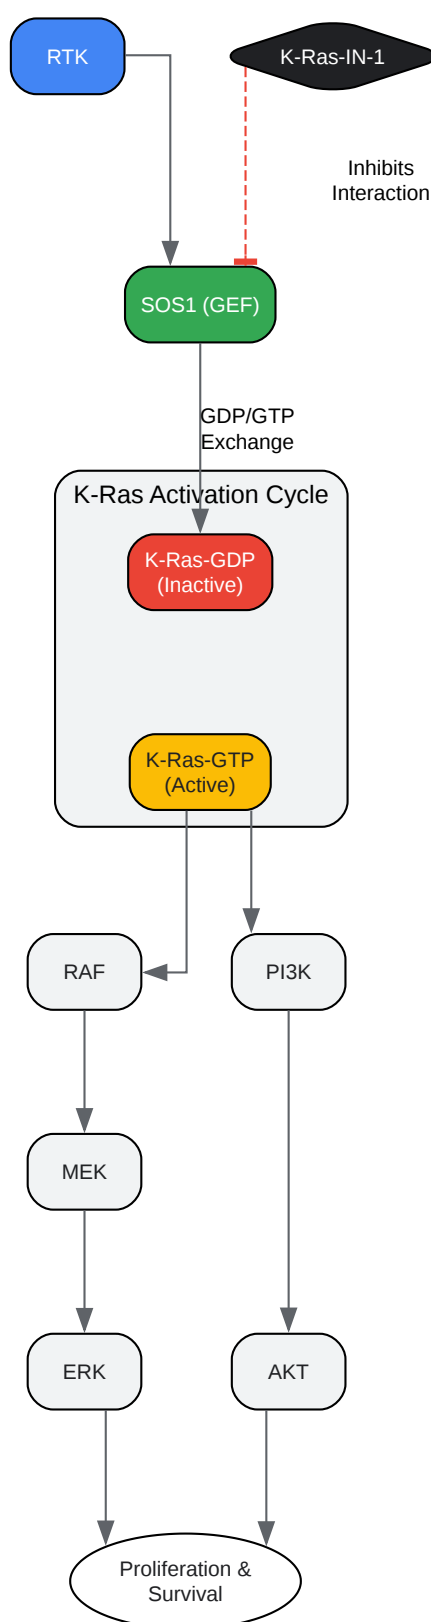 RTK
K-Ras-IN-1
Inhibits
Interaction
SOS1 (GEF)
GDP/GTP
Exchange
K-Ras Activation Cycle
K-Ras-GDP
(Inactive)
K-Ras-GTP
(Active)
RAF
PI3K
MEK
ERK
AKT
Proliferation &
Survival